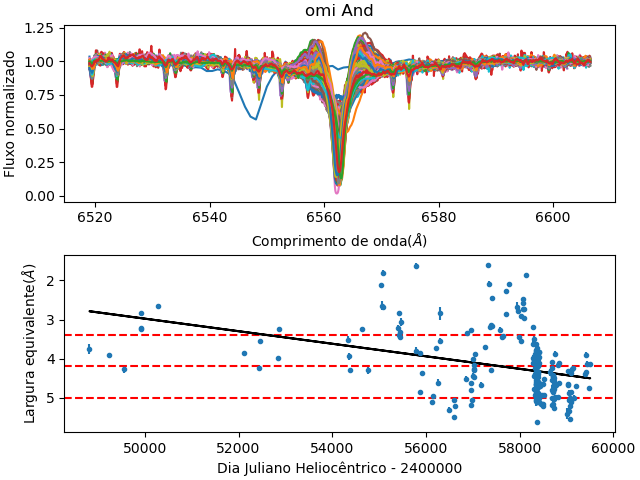 omi And
1.25
1.00
0.75
0.50
0.25
0.00
Fluxo normalizado
6520 6540 6560 6580 6600
Comprimento de onda(Å)
2
3
4
5
Largura equivalente(Å)
50000 52000 54000 56000 58000 60000
Dia Juliano Heliocêntrico - 2400000